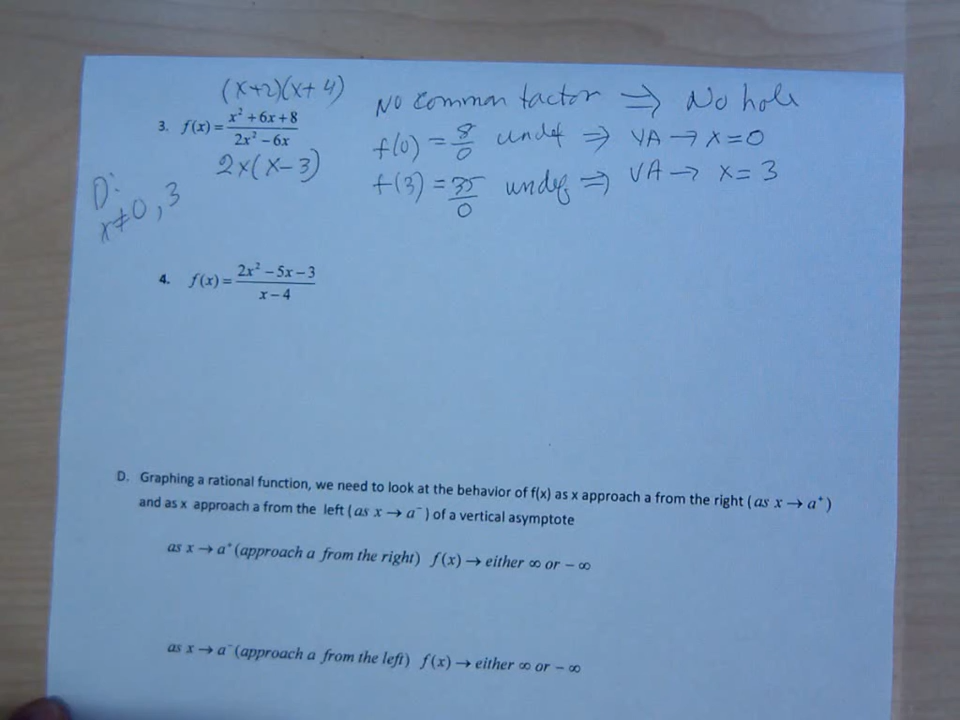 (x+2)(x+4)
3. f(x) = x² + 6x + 8 / 2x² − 6x
2x(x−3)
D:
x≠0, 3
No common factor ⇒ No hole
f(0) = 8/0 undef ⇒ VA → x=0
f(3) = 35/0 undef ⇒ VA → x=3
4. f(x) = 2x² − 5x − 3 / x − 4
D. Graphing a rational function, we need to look at the behavior of f(x) as x approach a from the right (as x → a⁺)
and as x approach a from the left (as x → a⁻) of a vertical asymptote
as x → a⁺ (approach a from the right) f(x) → either ∞ or − ∞
as x → a⁻ (approach a from the left) f(x) → either ∞ or − ∞